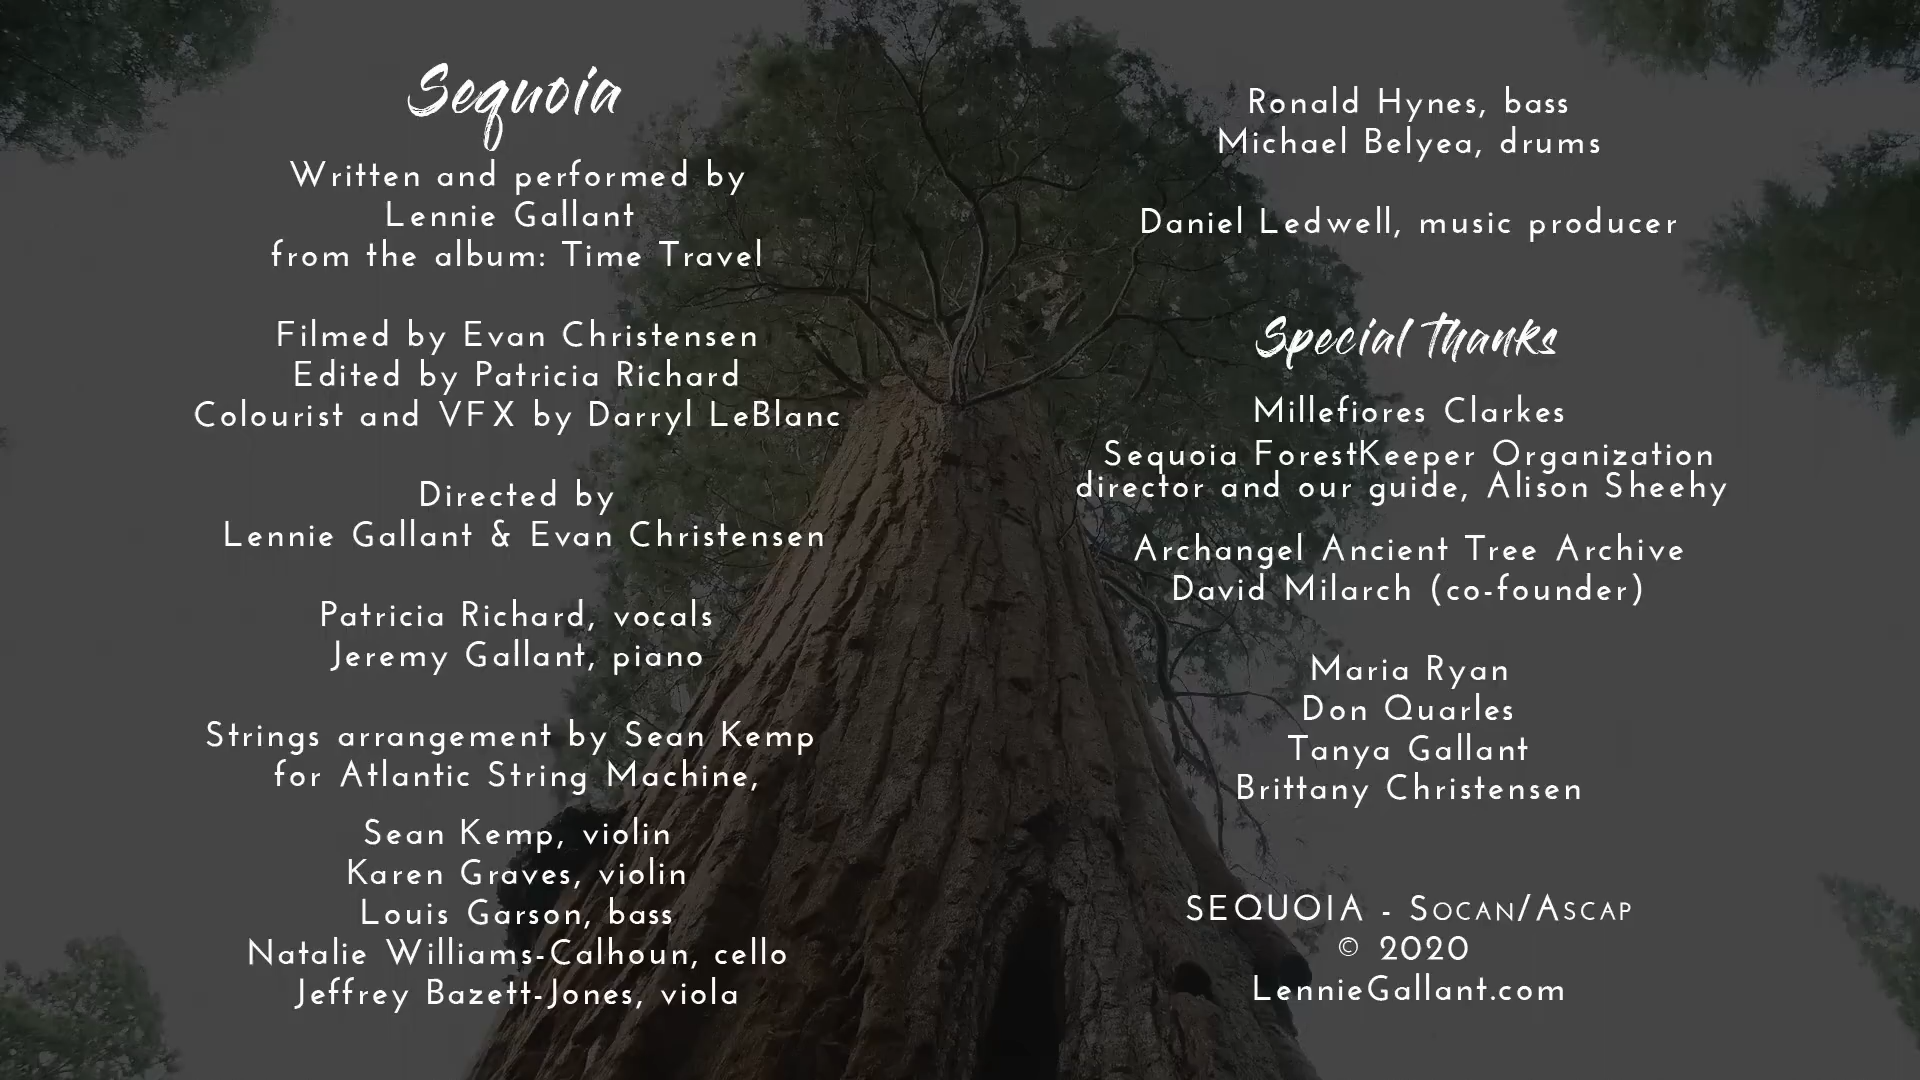 Sequoia
Written and performed by
Lennie Gallant
from the album: Time Travel
Filmed by Evan Christensen
Edited by Patricia Richard
Colourist and VFX by Darryl LeBlanc
Directed by
Lennie Gallant & Evan Christensen
Patricia Richard, vocals
Jeremy Gallant, piano
Strings arrangement by Sean Kemp
for Atlantic String Machine,
Sean Kemp, violin
Karen Graves, violin
Louis Garson, bass
Natalie Williams-Calhoun, cello
Jeffrey Bazett-Jones, viola
Ronald Hynes, bass
Michael Belyea, drums
Daniel Ledwell, music producer
Special Thanks
Millefiores Clarkes
Sequoia ForestKeeper Organization
director and our guide, Alison Sheehy
Archangel Ancient Tree Archive
David Milarch (co-founder)
Maria Ryan
Don Quarles
Tanya Gallant
Brittany Christensen
SEQUOIA - SOCAN/ASCAP
© 2020
LennieGallant.com